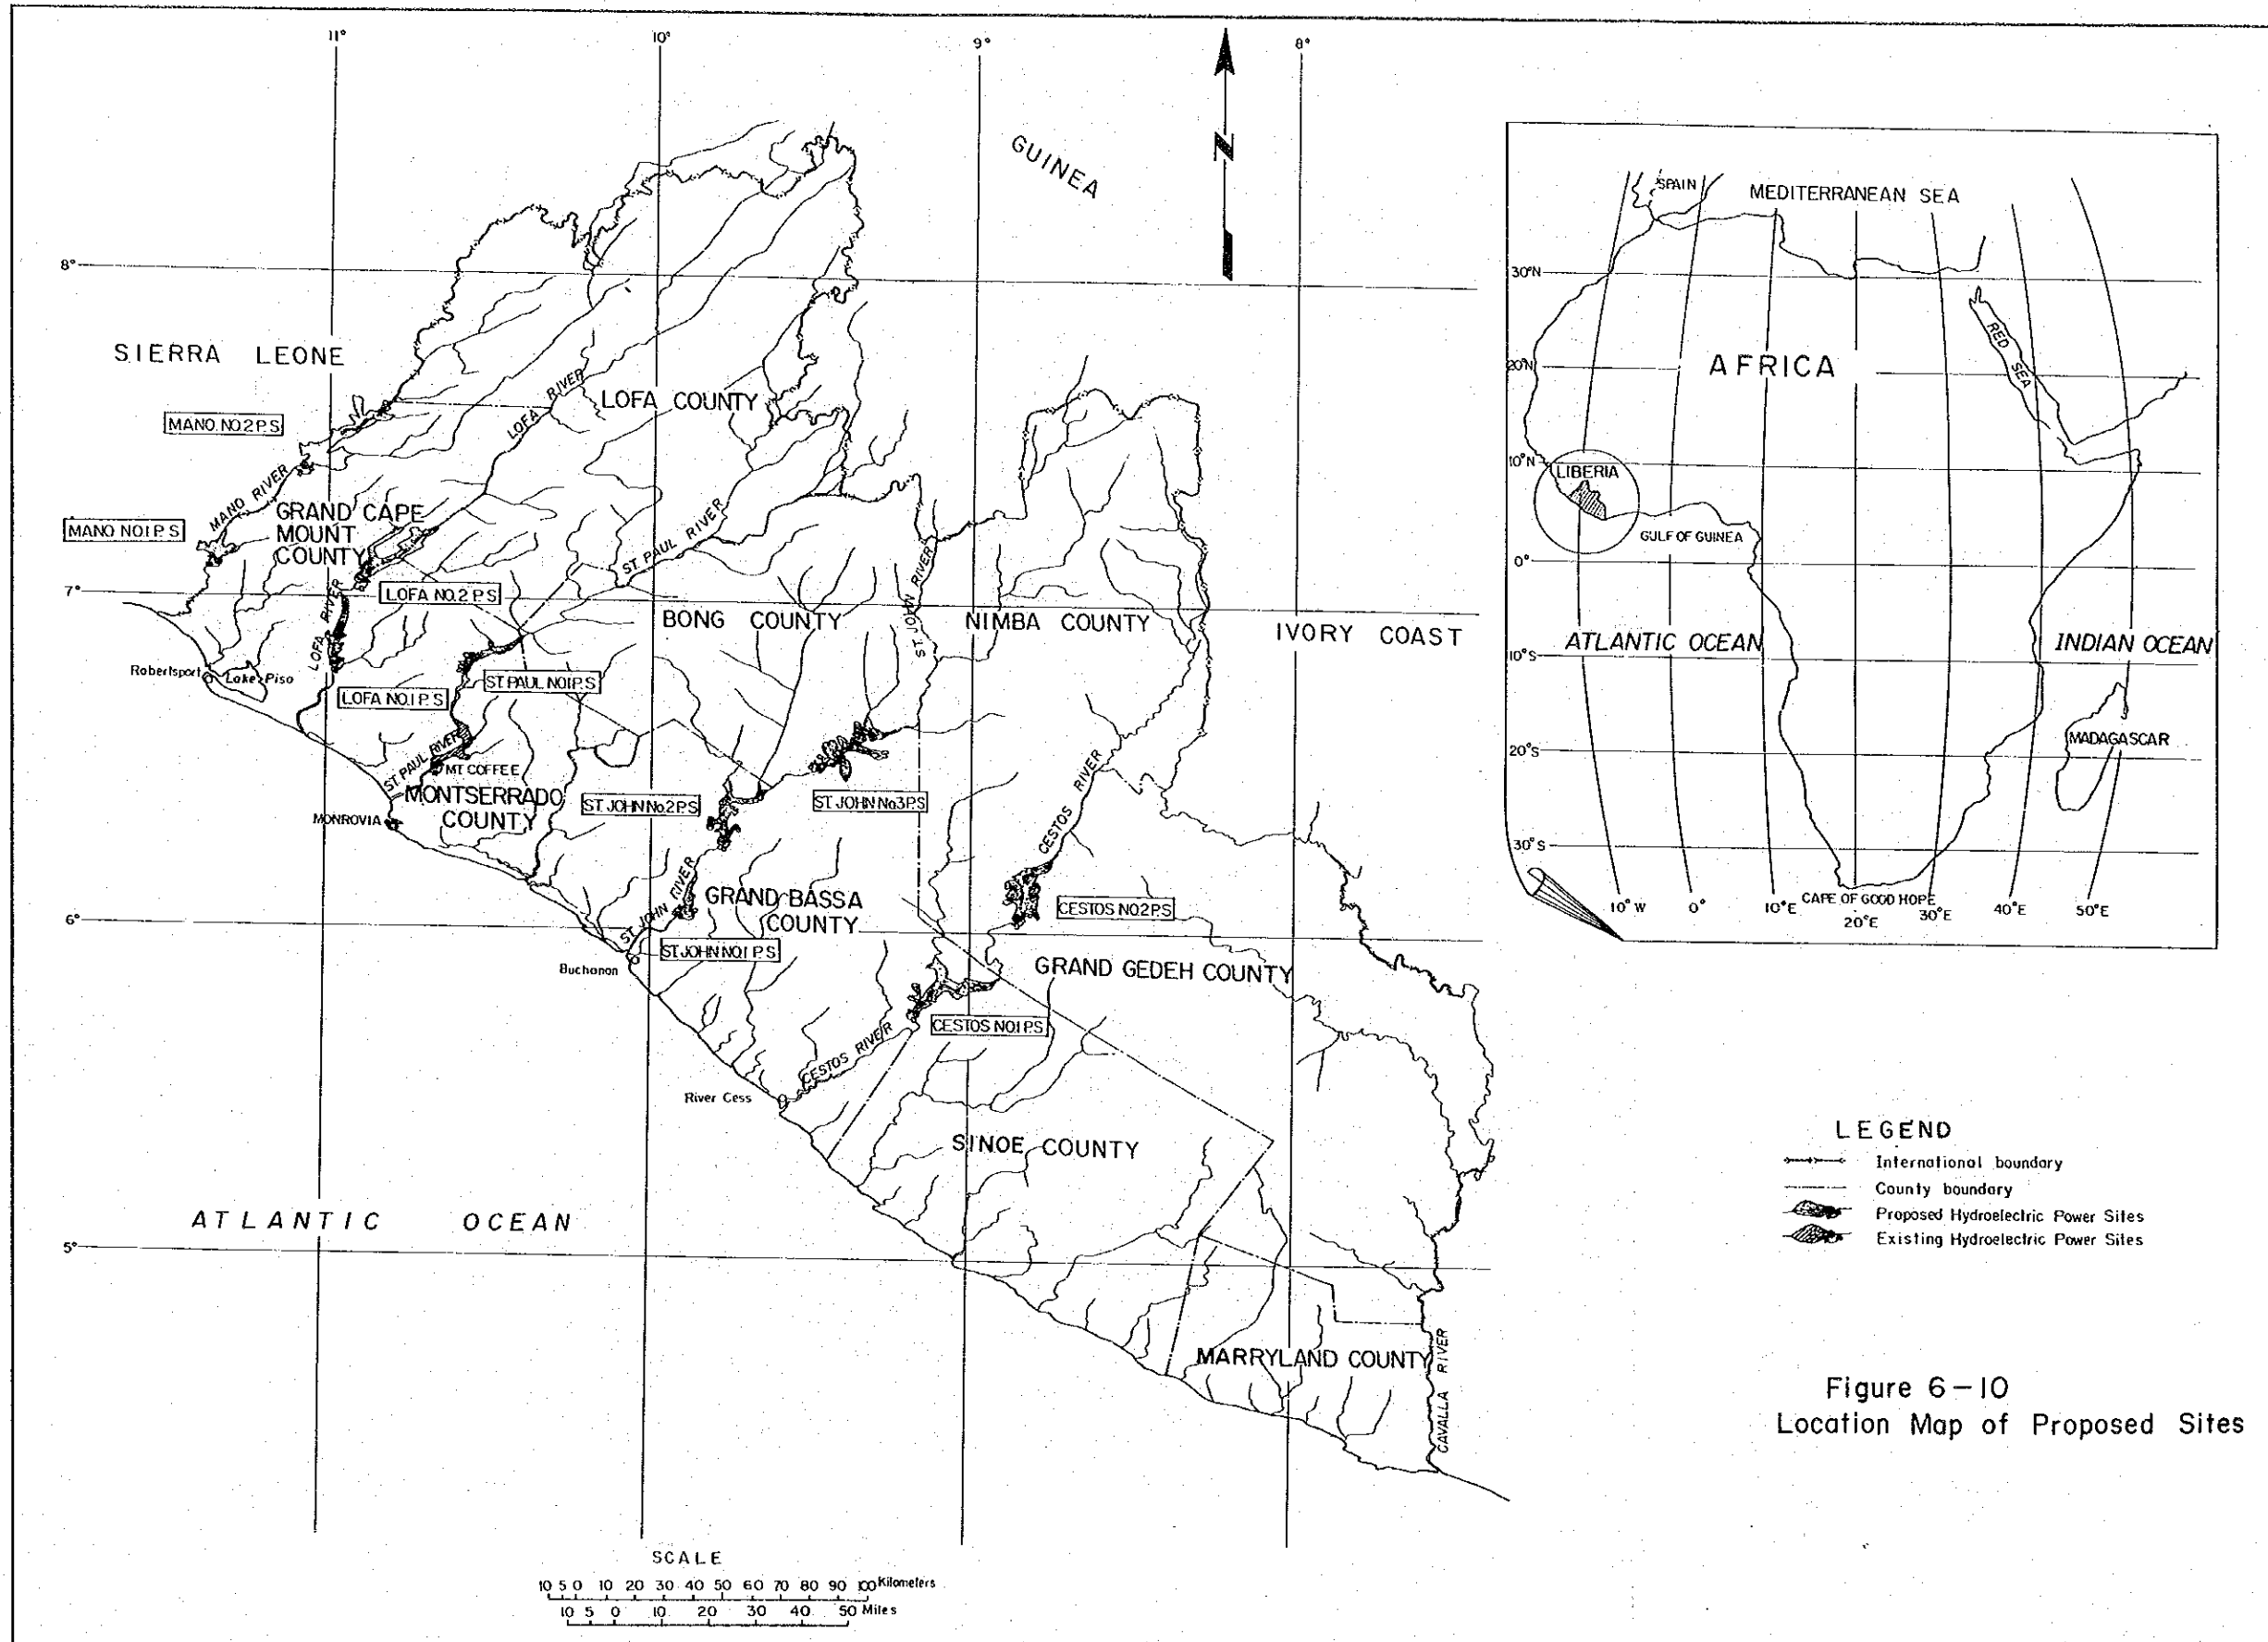 11°
10°
9°
8°
N
GUINEA
8°
SIERRA LEONE
LOFA RIVER
LOFA COUNTY
MANO. NO.2 P.S
MANO RIVER
GRAND CAPE
MOUNT
COUNTY
MANO NO.1 P.S
ST. PAUL RIVER
ST. JOHN RIVER
LOFA NO.2 P.S
7°
LOFA RIVER
BONG COUNTY
NIMBA COUNTY
IVORY COAST
Robertsport
Lake Piso
ST. PAUL NO.1 P.S
LOFA NO.1 P.S
ST. PAUL RIVER
MT COFFEE
MONTSERRADO
COUNTY
MONROVIA
ST. JOHN No.2 P.S
ST. JOHN No.3 P.S
CESTOS RIVER
ST. JOHN RIVER
GRAND BASSA
COUNTY
CESTOS NO.2 P.S
6°
ST. JOHN NO.1 P.S
Buchanan
GRAND GEDEH COUNTY
CESTOS NO.1 P.S
CESTOS RIVER
River Cess
SINOE COUNTY
ATLANTIC OCEAN
5°
MARRYLAND COUNTY
CAVALLA RIVER
SCALE
10 5 0 10 20 30 40 50 60 70 80 90 100 Kilometers
10 5 0 10 20 30 40 50 Miles
SPAIN
MEDITERRANEAN SEA
30°N
RED SEA
20°N
AFRICA
10°N
LIBERIA
GULF OF GUINEA
0°
ATLANTIC OCEAN
INDIAN OCEAN
10°S
MADAGASCAR
20°S
30°S
CAPE OF GOOD HOPE
10°W 0° 10°E 20°E 30°E 40°E 50°E
LEGEND
International boundary
County boundary
Proposed Hydroelectric Power Sites
Existing Hydroelectric Power Sites
Figure 6-10
Location Map of Proposed Sites